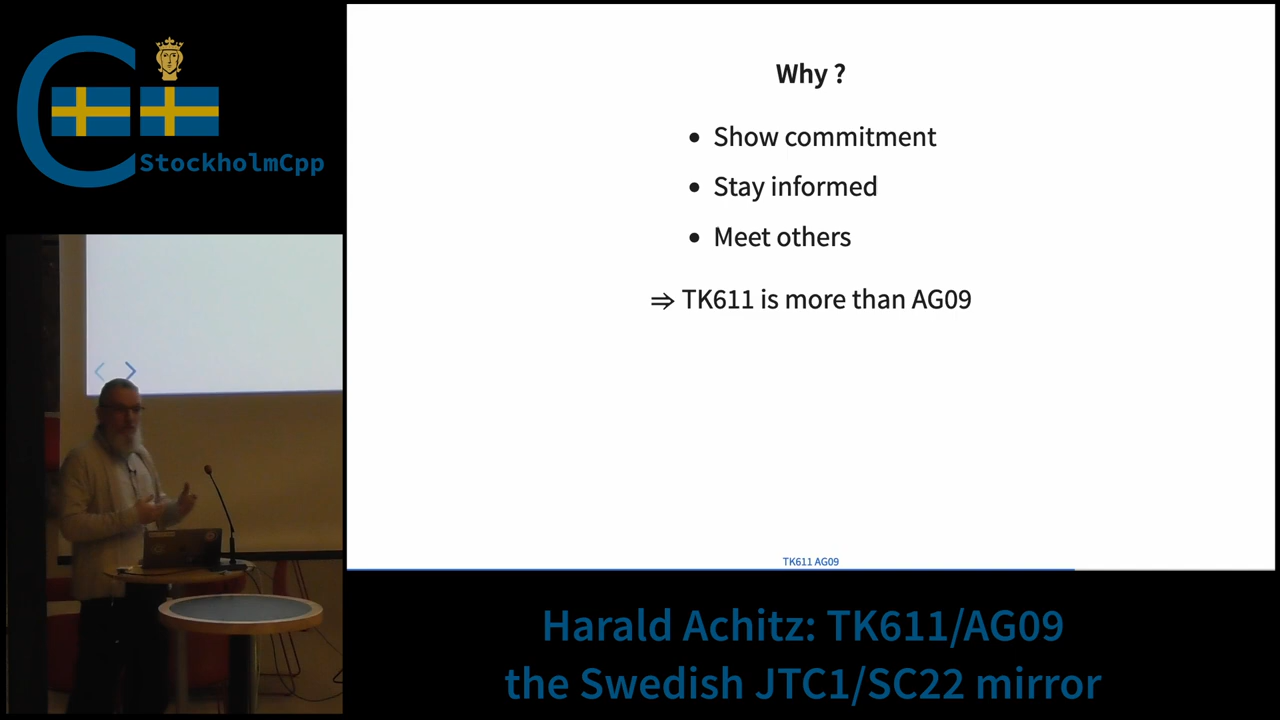 StockholmCpp
Why ?
• Show commitment
• Stay informed
• Meet others
⇒ TK611 is more than AG09
TK611 AG09
Harald Achitz: TK611/AG09
the Swedish JTC1/SC22 mirror